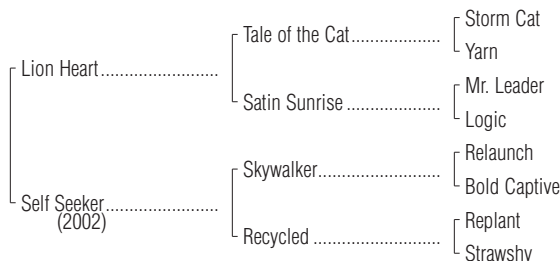 Storm Cat
Tale of the Cat
Yarn
Lion Heart
Mr. Leader
Satin Sunrise
Logic
Relaunch
Skywalker
Bold Captive
Self Seeker
(2002)
Replant
Recycled
Strawshy